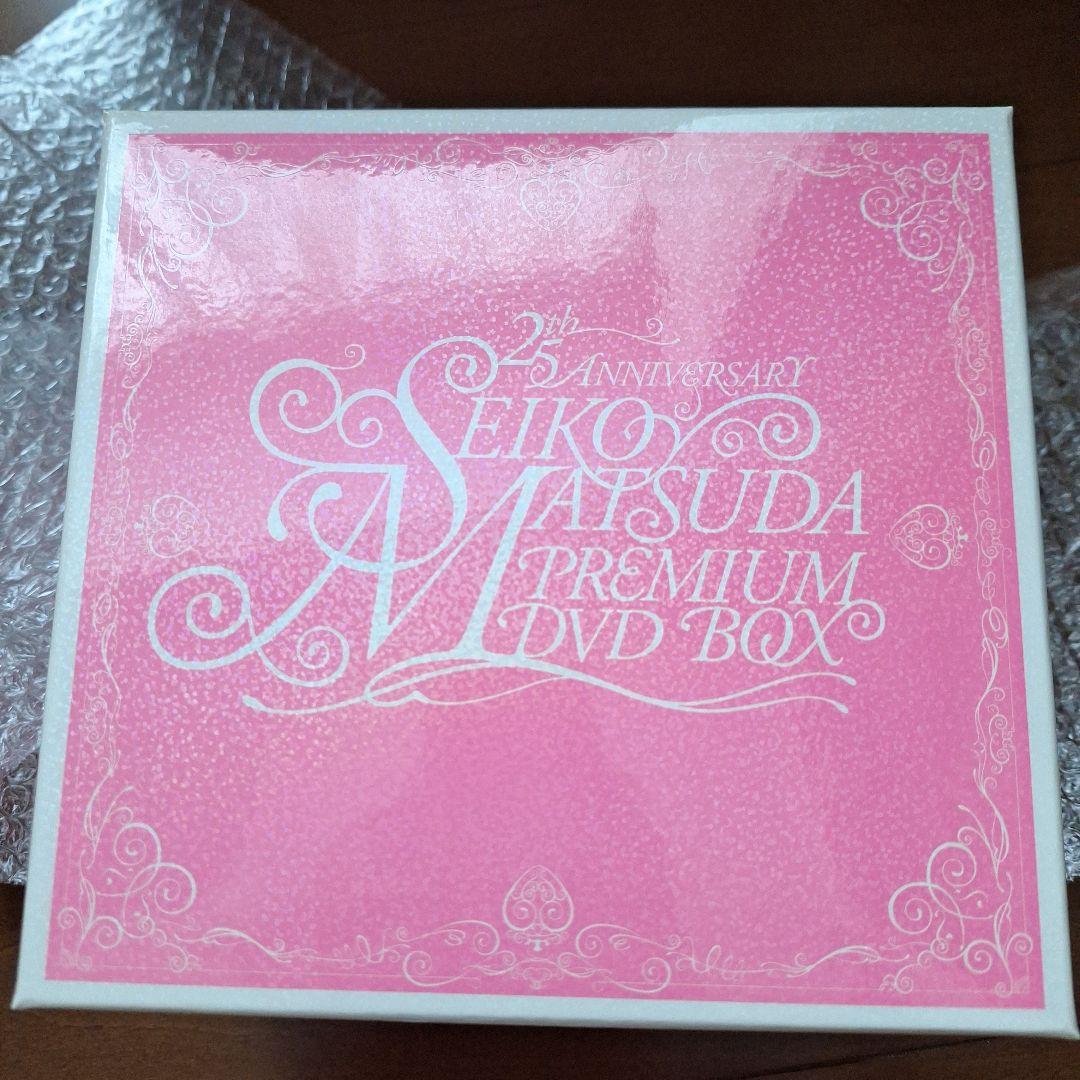 25th ANNIVERSARY
SEIKO
MATSUDA
PREMIUM
DVD BOX